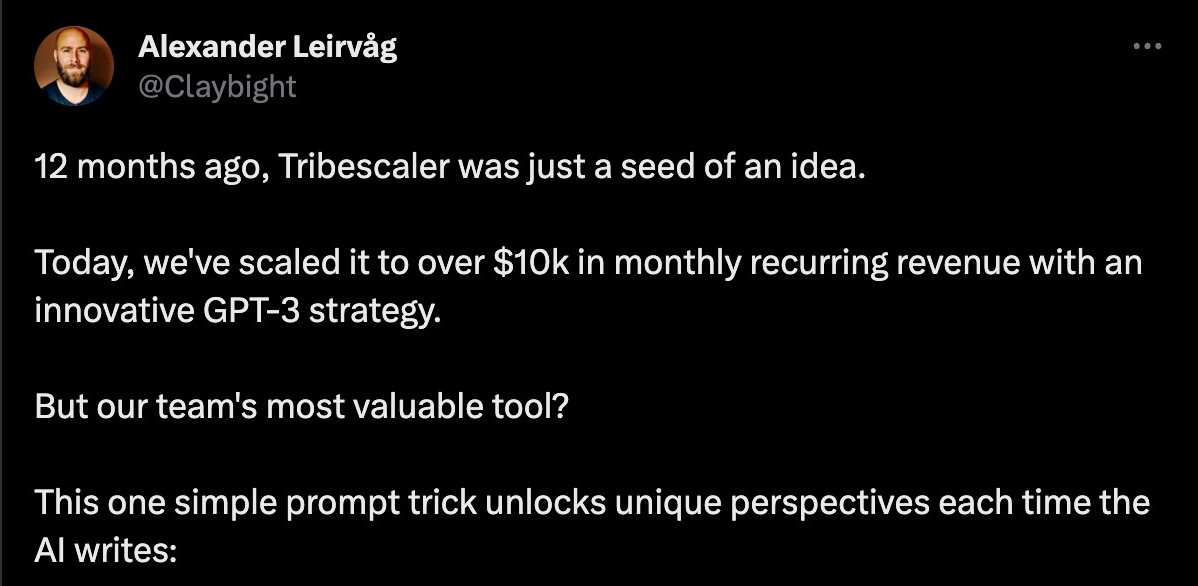 Alexander Leirvåg
@Claybight
12 months ago, Tribescaler was just a seed of an idea.
Today, we've scaled it to over $10k in monthly recurring revenue with an
innovative GPT-3 strategy.
But our team's most valuable tool?
This one simple prompt trick unlocks unique perspectives each time the
AI writes: